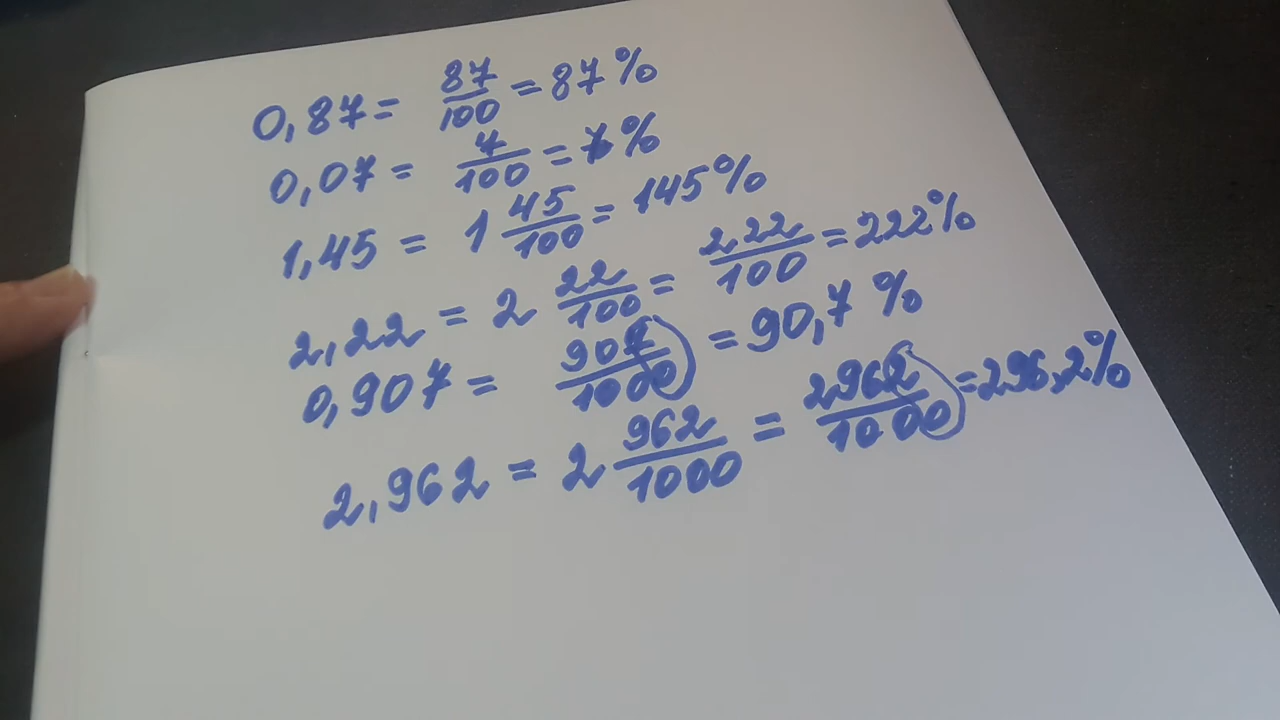 0,87 = 87/100 = 87%
0,07 = 7/100 = 7%
1,45 = 1 45/100 = 145%
2,22 = 2 22/100 = 222/100 = 222%
0,907 = 907/1000 = 90,7 %
2,962 = 2 962/1000 = 2962/1000 = 296,2%